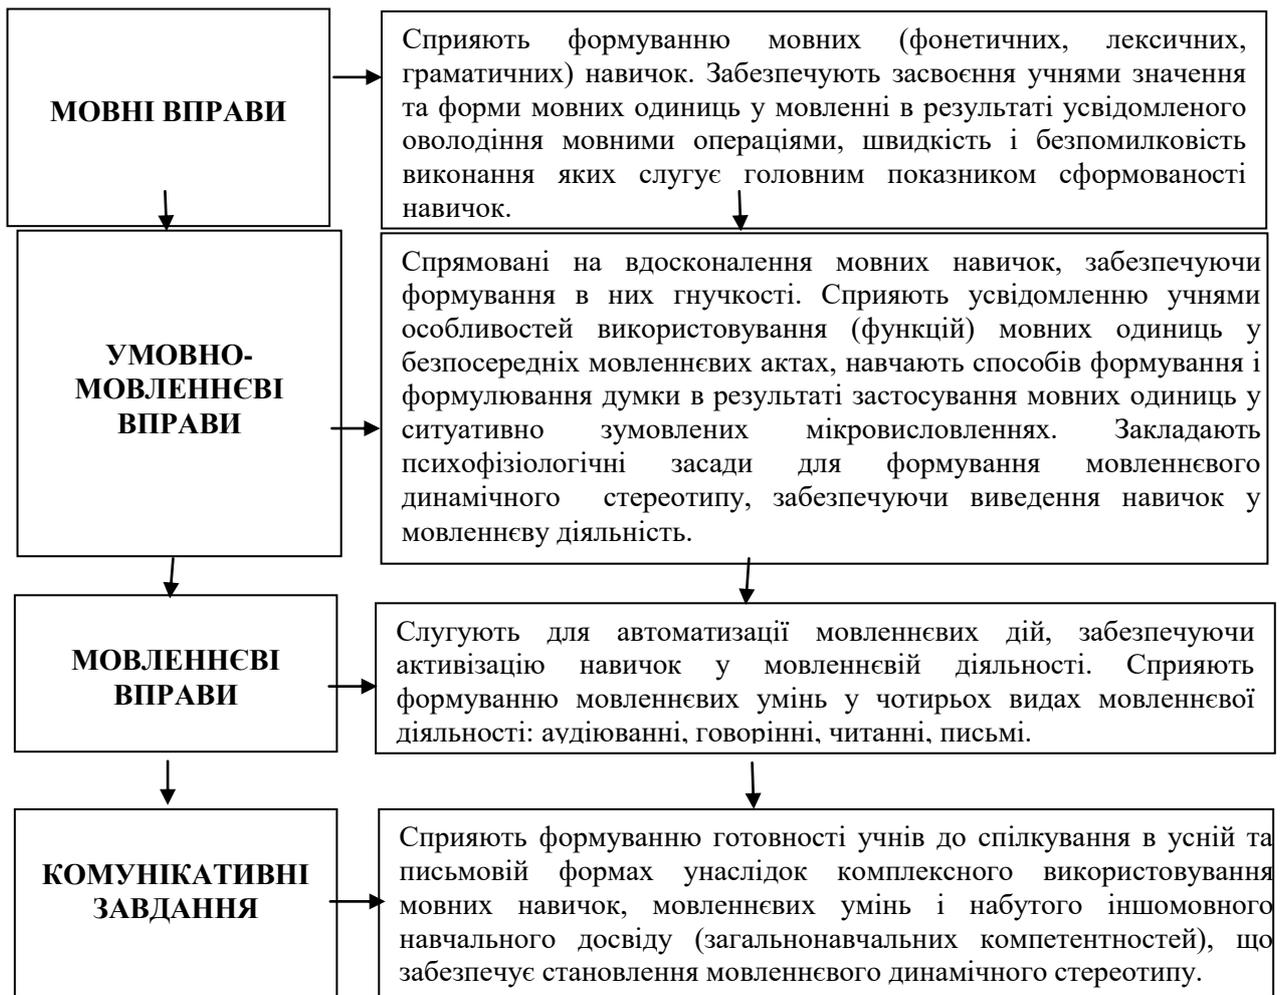 МОВНІ ВПРАВИ
Сприяють формуванню мовних (фонетичних, лексичних,
граматичних) навичок. Забезпечують засвоєння учнями значення
та форми мовних одиниць у мовленні в результаті усвідомленого
оволодіння мовними операціями, швидкість і безпомилковість
виконання яких слугує головним показником сформованості
навичок.
УМОВНО-
МОВЛЕННЄВІ
ВПРАВИ
Спрямовані на вдосконалення мовних навичок, забезпечуючи
формування в них гнучкості. Сприяють усвідомленню учнями
особливостей використовування (функцій) мовних одиниць у
безпосередніх мовленнєвих актах, навчають способів формування і
формулювання думки в результаті застосування мовних одиниць у
ситуативно зумовлених мікровисловленнях. Закладають
психофізіологічні засади для формування мовленнєвого
динамічного стереотипу, забезпечуючи виведення навичок у
мовленнєву діяльність.
МОВЛЕННЄВІ
ВПРАВИ
Слугують для автоматизації мовленнєвих дій, забезпечуючи
активізацію навичок у мовленнєвій діяльності. Сприяють
формуванню мовленнєвих умінь у чотирьох видах мовленнєвої
діяльності: аудіюванні, говорінні, читанні, письмі.
КОМУНІКАТИВНІ
ЗАВДАННЯ
Сприяють формуванню готовності учнів до спілкування в усній та
письмовій формах унаслідок комплексного використовування
мовних навичок, мовленнєвих умінь і набутого іншомовного
навчального досвіду (загальнонавчальних компетентностей), що
забезпечує становлення мовленнєвого динамічного стереотипу.